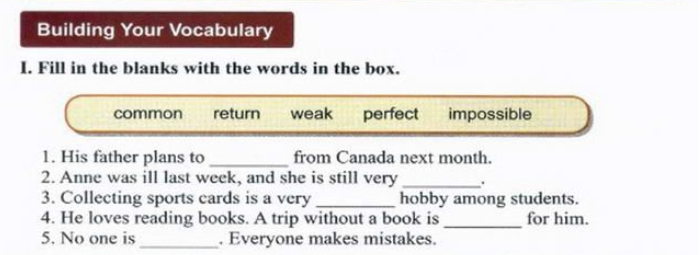 Building Your Vocabulary
I. Fill in the blanks with the words in the box.
common return weak perfect impossible
1. His father plans to ________ from Canada next month.
2. Anne was ill last week, and she is still very ________.
3. Collecting sports cards is a very ________ hobby among students.
4. He loves reading books. A trip without a book is ________ for him.
5. No one is ________. Everyone makes mistakes.